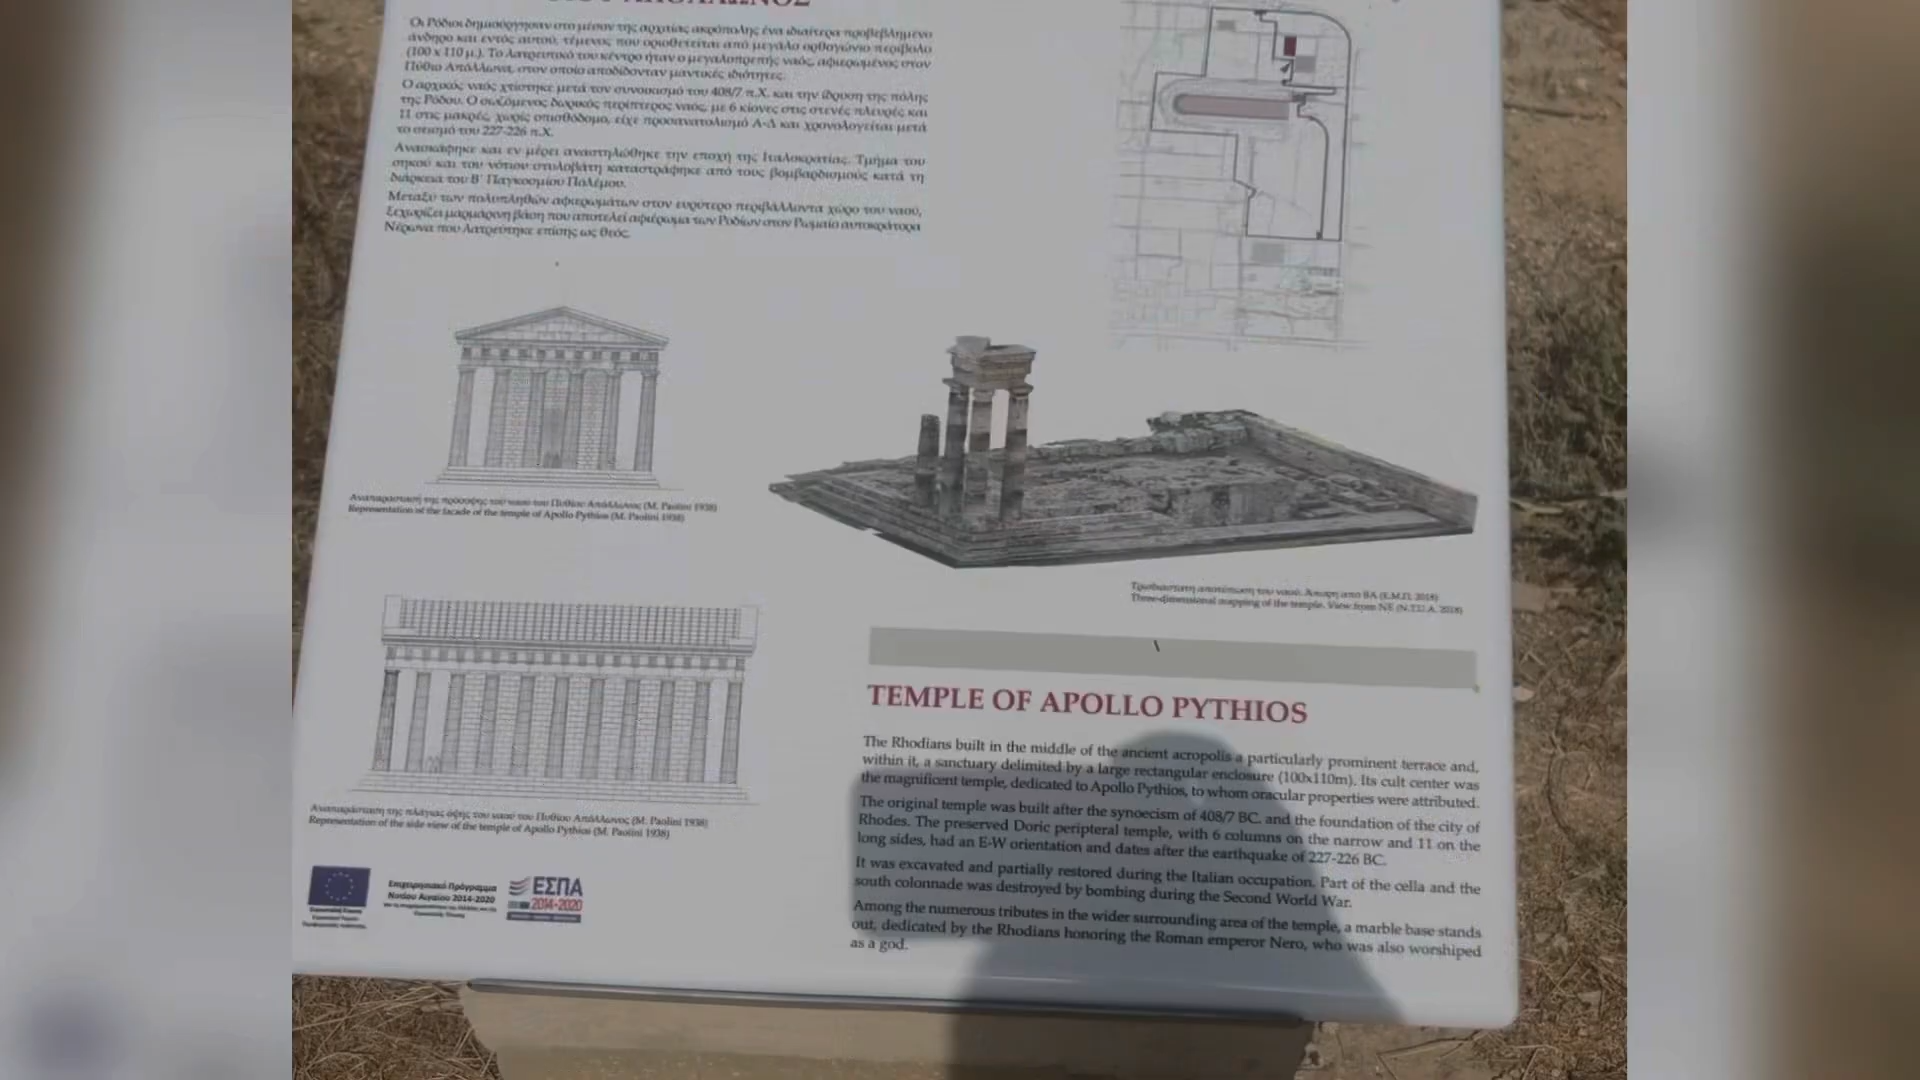 Οι Ρόδιοι δημιούργησαν στο μέσον της αρχαίας ακρόπολης ένα ιδιαίτερα προβεβλημένο
άνδηρο και εντός αυτού, τέμενος που οριοθετείται από μεγάλο ορθογώνιο περίβολο
(100 x 110 μ.). Το λατρευτικό του κέντρο ήταν ο μεγαλοπρεπής ναός, αφιερωμένος στον
Πύθιο Απόλλωνα, στον οποίο αποδίδονταν μαντικές ιδιότητες.
Ο αρχικός ναός χτίστηκε μετά τον συνοικισμό του 408/7 π.Χ. και την ίδρυση της πόλης
της Ρόδου. Ο σωζόμενος δωρικός περίπτερος ναός, με 6 κίονες στις στενές πλευρές και
11 στις μακρές, χωρίς οπισθόδομο, είχε προσανατολισμό Α-Δ και χρονολογείται μετά
το σεισμό του 227-226 π.Χ.
Ανασκάφηκε και εν μέρει αναστηλώθηκε την εποχή της Ιταλοκρατίας. Τμήμα του
σηκού και του νότιου στυλοβάτη καταστράφηκε από τους βομβαρδισμούς κατά τη
διάρκεια του Β' Παγκοσμίου Πολέμου.
Μεταξύ των πολυπληθών αφιερωμάτων στον ευρύτερο περιβάλλοντα χώρο του ναού,
ξεχωρίζει μαρμάρινη βάση που αποτελεί αφιέρωμα των Ροδίων στον Ρωμαίο αυτοκράτορα
Νέρωνα που λατρεύτηκε επίσης ως θεός.
Αναπαράσταση της πρόσοψης του ναού του Πυθίου Απόλλωνος (M. Paolini 1938)
Representation of the facade of the temple of Apollo Pythios (M. Paolini 1938)
Τρισδιάστατη αποτύπωση του ναού. Άποψη από ΒΑ (Ε.Μ.Π. 2018)
Three-dimensional mapping of the temple. View from NE (N.T.U.A. 2018)
Αναπαράσταση της πλάγιας όψης του ναού του Πυθίου Απόλλωνος (M. Paolini 1938)
Representation of the side view of the temple of Apollo Pythios (M. Paolini 1938)
TEMPLE OF APOLLO PYTHIOS
The Rhodians built in the middle of the ancient acropolis a particularly prominent terrace and,
within it, a sanctuary delimited by a large rectangular enclosure (100x110m). Its cult center was
the magnificent temple, dedicated to Apollo Pythios, to whom oracular properties were attributed.
The original temple was built after the synoecism of 408/7 BC. and the foundation of the city of
Rhodes. The preserved Doric peripteral temple, with 6 columns on the narrow and 11 on the
long sides, had an E-W orientation and dates after the earthquake of 227-226 BC.
It was excavated and partially restored during the Italian occupation. Part of the cella and the
south colonnade was destroyed by bombing during the Second World War.
Among the numerous tributes in the wider surrounding area of the temple, a marble base stands
out, dedicated by the Rhodians honoring the Roman emperor Nero, who was also worshiped
as a god.
Ευρωπαϊκή Ένωση
Επιχειρησιακό Πρόγραμμα
Νοτίου Αιγαίου 2014-2020
ΕΣΠΑ
2014-2020